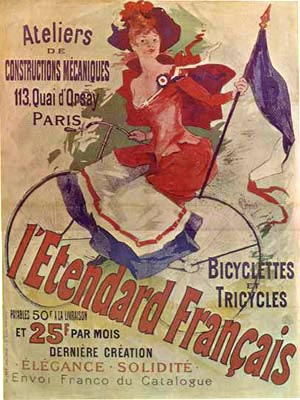 Ateliers
DE
CONSTRUCTIONS MÉCANIQUES
113, Quai d'Orsay
PARIS
l'Etendard Français
BICYCLETTES
ET
TRICYCLES
PAYABLES 50F A LA LIVRAISON
ET 25F PAR MOIS
DERNIÈRE CRÉATION
ÉLÉGANCE - SOLIDITÉ
Envoi Franco du Catalogue